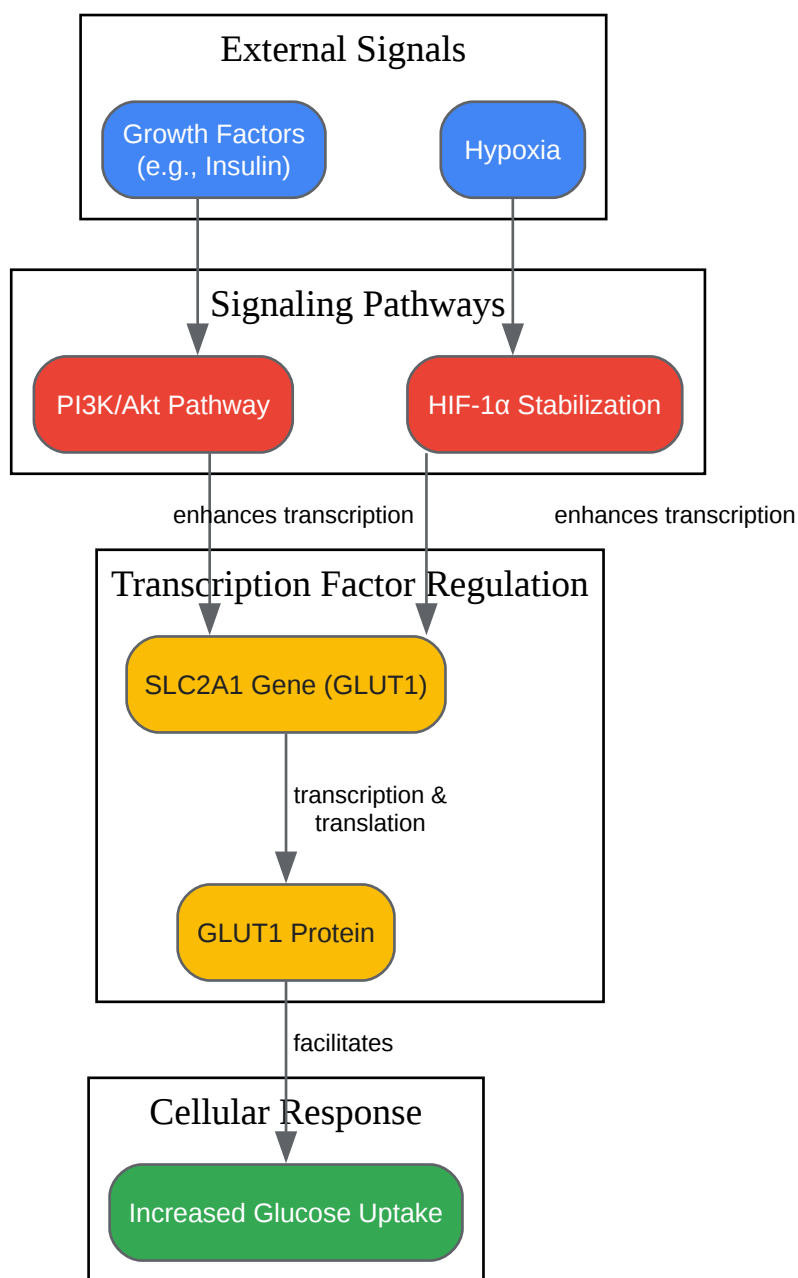 External Signals
Growth Factors
(e.g., Insulin)
Hypoxia
Signaling Pathways
PI3K/Akt Pathway
HIF-1α Stabilization
enhances transcription
enhances transcription
Transcription Factor Regulation
SLC2A1 Gene (GLUT1)
transcription &
translation
GLUT1 Protein
facilitates
Cellular Response
Increased Glucose Uptake